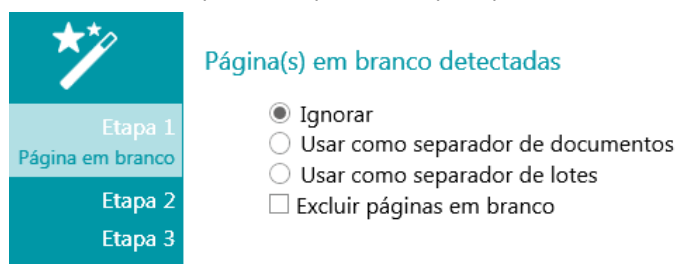 Etapa 1
Página em branco
Etapa 2
Etapa 3
Página(s) em branco detectadas
Ignorar
Usar como separador de documentos
Usar como separador de lotes
Excluir páginas em branco